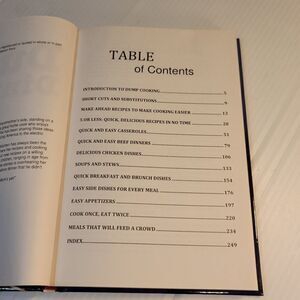 TABLE
of Contents
INTRODUCTION TO DUMP COOKING 5
SHORT CUTS AND SUBSTITUTIONS 9
MAKE-AHEAD RECIPES TO MAKE COOKING EASIER 13
5 OR LESS: QUICK, DELICIOUS RECIPES IN NO TIME 28
QUICK AND EASY CASSEROLES 51
QUICK AND EASY BEEF DINNERS 79
DELICIOUS CHICKEN DISHES 106
SOUPS AND STEWS 133
QUICK BREAKFAST AND BRUNCH DISHES 154
EASY SIDE DISHES FOR EVERY MEAL 176
EASY APPETIZERS 197
COOK ONCE, EAT TWICE 220
MEALS THAT WILL FEED A CROWD 234
INDEX 249